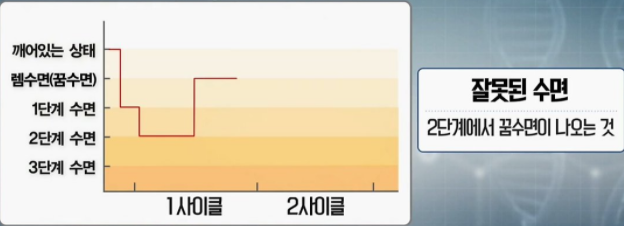 깨어있는 상태
렘수면(꿈수면)
1단계 수면
2단계 수면
3단계 수면
1사이클 2사이클
잘못된 수면
2단계에서 꿈수면이 나오는 것